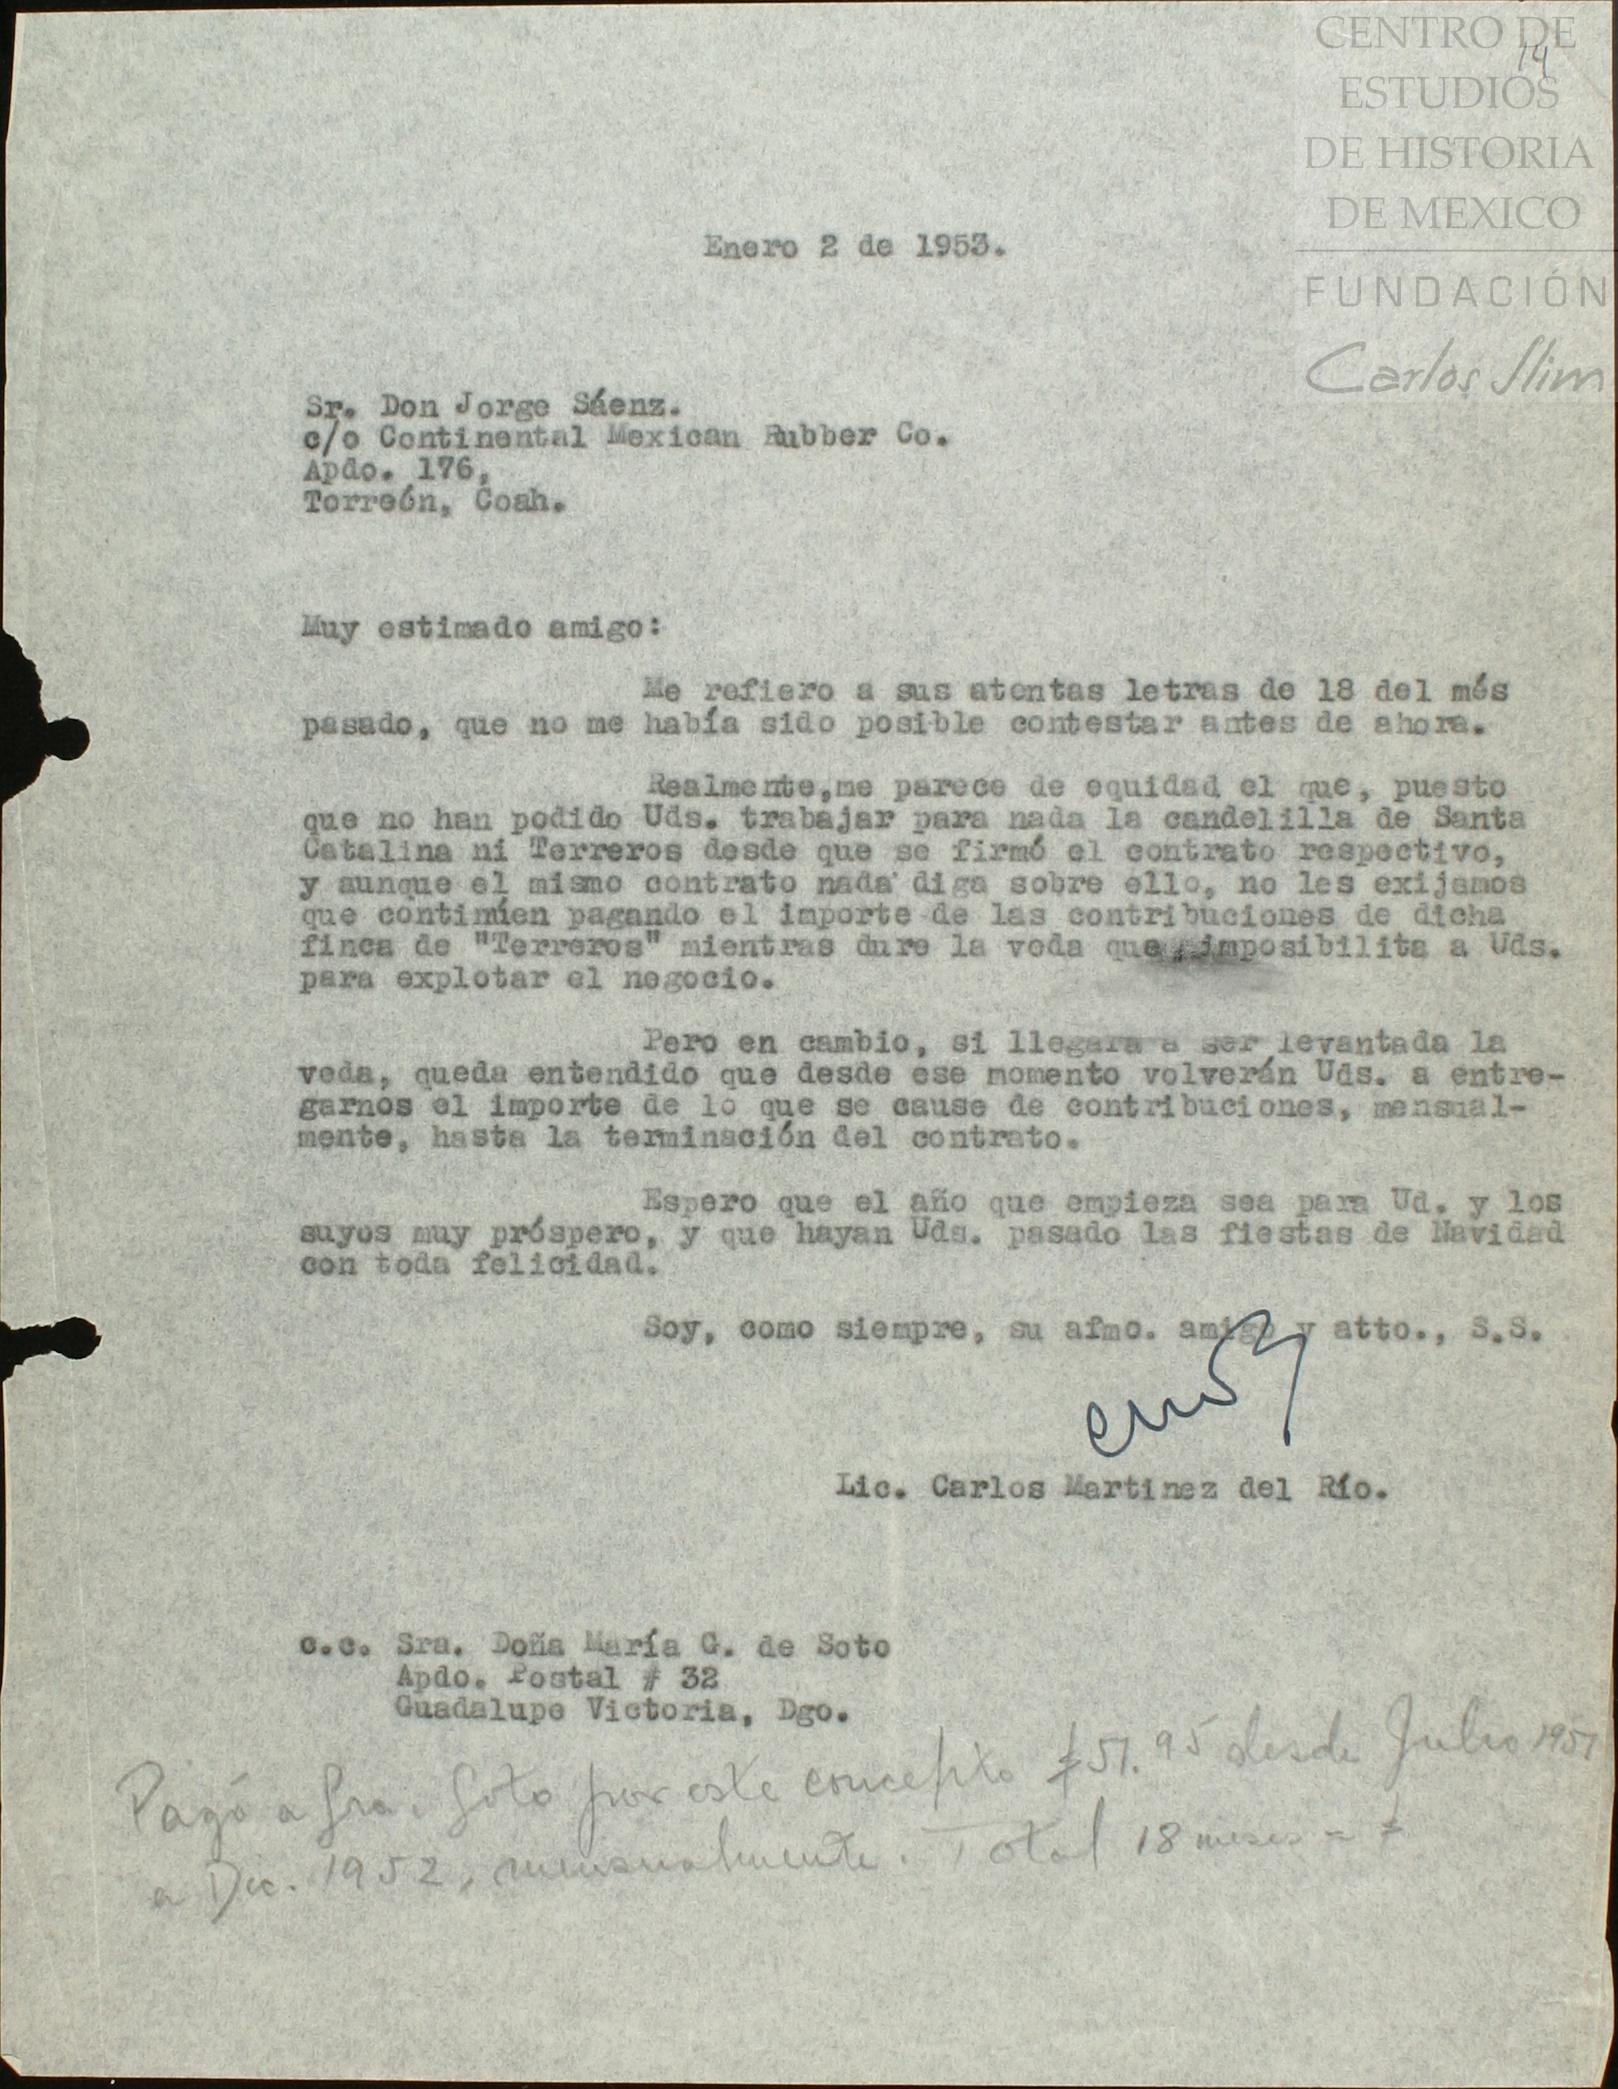 CENTRO DE
ESTUDIOS
DE HISTORIA
DE MEXICO
FUNDACIÓN
Carlos Slim
14
Enero 2 de 1953.
Sr. Don Jorge Sáenz.
c/o Continental Mexican Rubber Co.
Apdo. 176,
Torreón, Coah.
Muy estimado amigo:
Me refiero a sus atentas letras de 18 del més
pasado, que no me había sido posible contestar antes de ahora.
Realmente,me parece de equidad el que, puesto
que no han podido Uds. trabajar para nada la candelilla de Santa
Catalina ni Terreros desde que se firmó el contrato respectivo,
y aunque el mismo contrato nada diga sobre ello, no les exijamos
que continúen pagando el importe de las contribuciones de dicha
finca de "Terreros" mientras dure la veda que imposibilita a Uds.
para explotar el negocio.
Pero en cambio, si llegara a ser levantada la
veda, queda entendido que desde ese momento volverán Uds. a entre-
garnos el importe de lo que se cause de contribuciones, mensual-
mente, hasta la terminación del contrato.
Espero que el año que empieza sea para Ud. y los
suyos muy próspero, y que hayan Uds. pasado las fiestas de Navidad
con toda felicidad.
Soy, como siempre, su afmo. amigo y atto., S.S.
Lic. Carlos Martinez del Río.
c.c. Sra. Doña María G. de Soto
Apdo. Postal # 32
Guadalupe Victoria, Dgo.
Pagó a Sra. Soto por este concepto $51.95 desde Julio 1951
a Dic. 1952, mensualmente. Total 18 meses = $